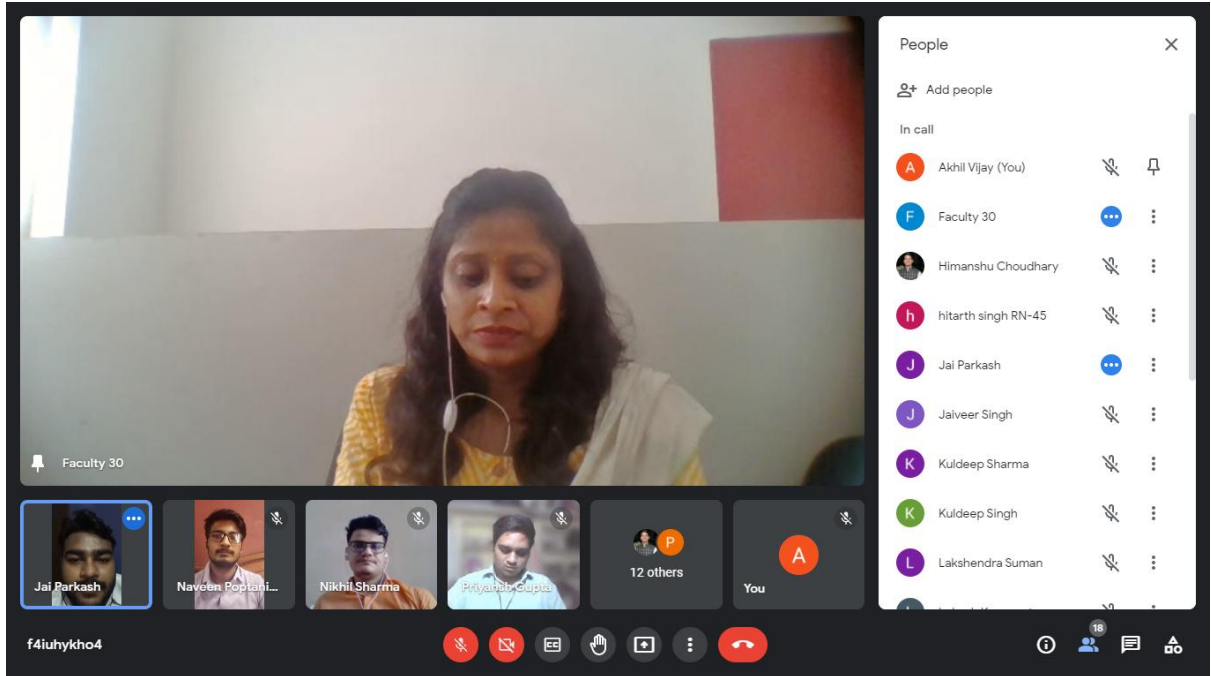 Faculty 30
Jai Parkash
Naveen Poptani...
Nikhil Sharma
Priyansh Gupta
P
12 others
A
You
People
Add people
In call
A Akhil Vijay (You)
F Faculty 30
Himanshu Choudhary
h hitarth singh RN-45
J Jai Parkash
J Jaiveer Singh
K Kuldeep Sharma
K Kuldeep Singh
L Lakshendra Suman
f4iuhykho4
CC
18